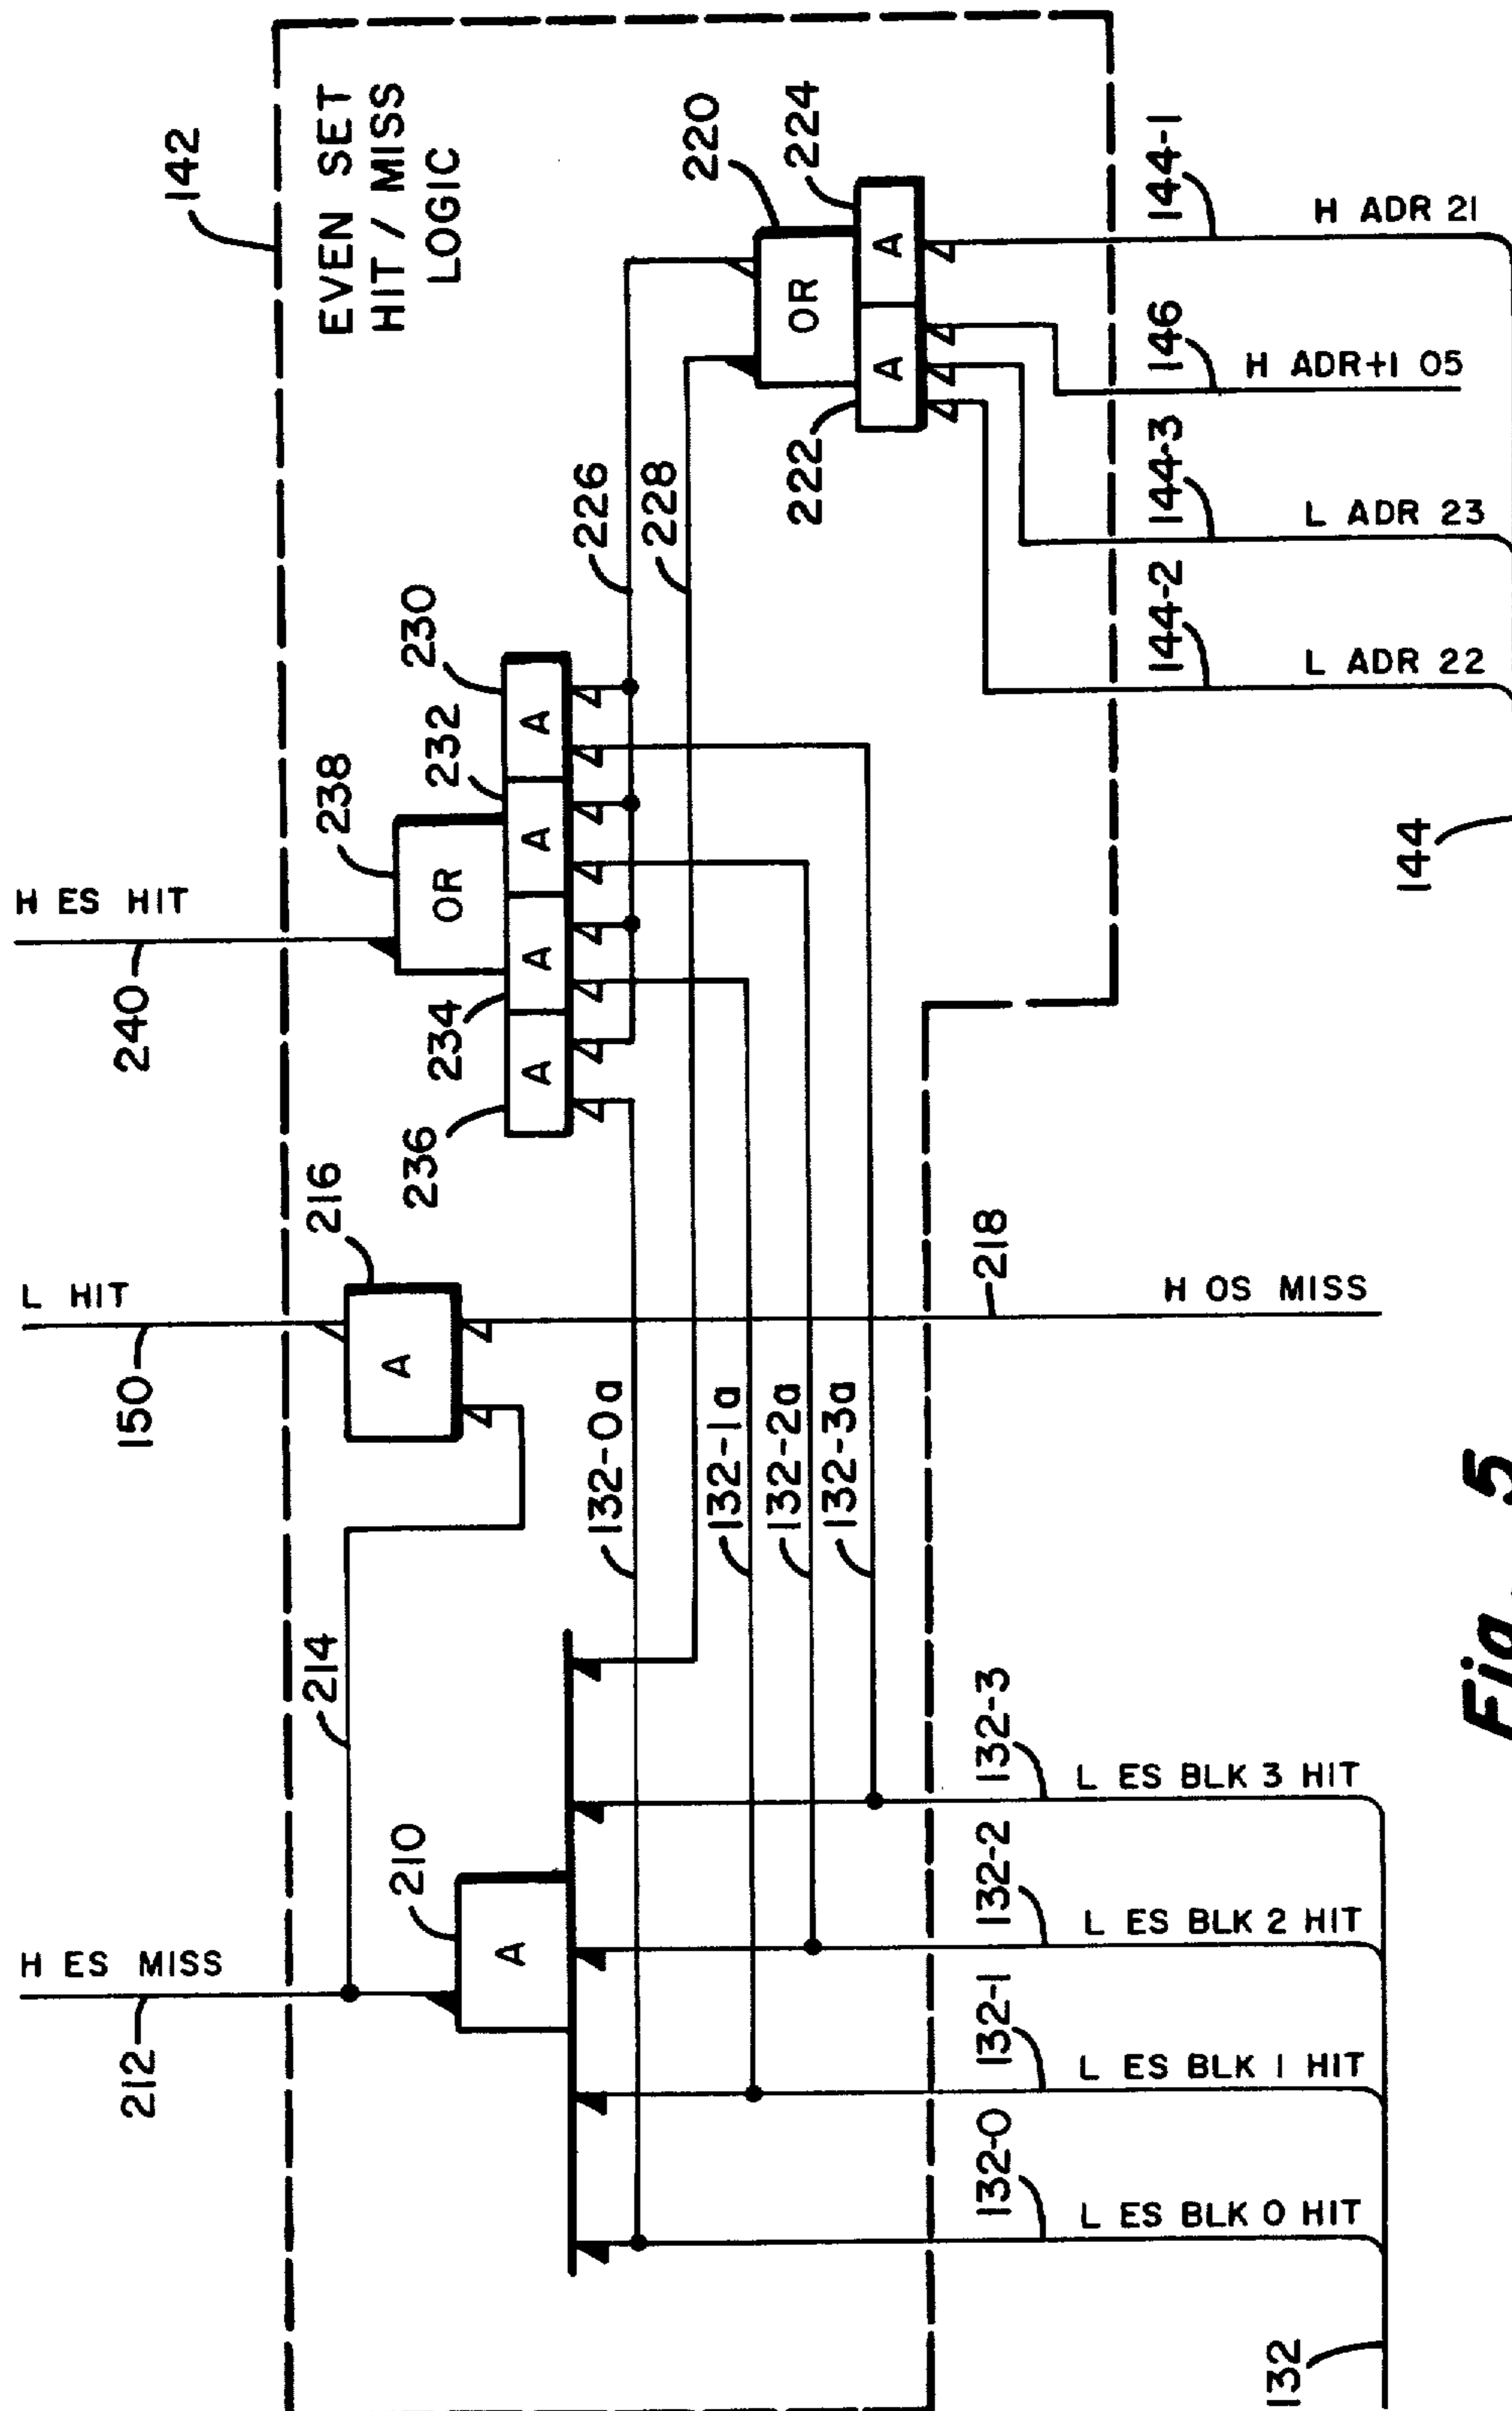 142
EVEN SET
HIT / MISS
LOGIC
220
224
OR
A
A
222
144-1
H ADR 21
146
H ADR+1 05
144-3
L ADR 23
144-2
L ADR 22
144
226
228
H ES HIT
240
238
OR
230
232
234
236
A
A
A
A
L HIT
150
216
A
218
H OS MISS
132-0a
132-1a
132-2a
132-3a
H ES MISS
212
214
210
A
132-3
L ES BLK 3 HIT
132-2
L ES BLK 2 HIT
132-1
L ES BLK 1 HIT
132-0
L ES BLK 0 HIT
132
Fig. 5